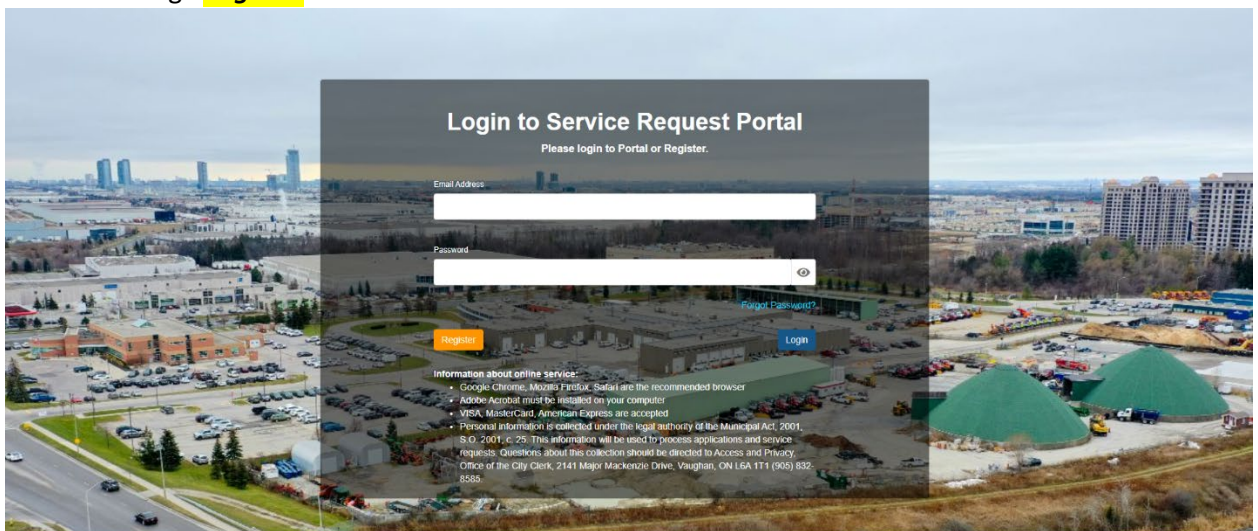 Login to Service Request Portal
Please login to Portal or Register.
Email Address
Password
Forgot Password?
Register
Login
Information about online service:
• Google Chrome, Mozilla Firefox, Safari are the recommended browser
• Adobe Acrobat must be installed on your computer
• VISA, MasterCard, American Express are accepted
• Personal information is collected under the legal authority of the Municipal Act, 2001,
S.O. 2001, c. 25. This information will be used to process applications and service
requests. Questions about this collection should be directed to Access and Privacy,
Office of the City Clerk, 2141 Major Mackenzie Drive, Vaughan, ON L6A 1T1 (905) 832-
8585.